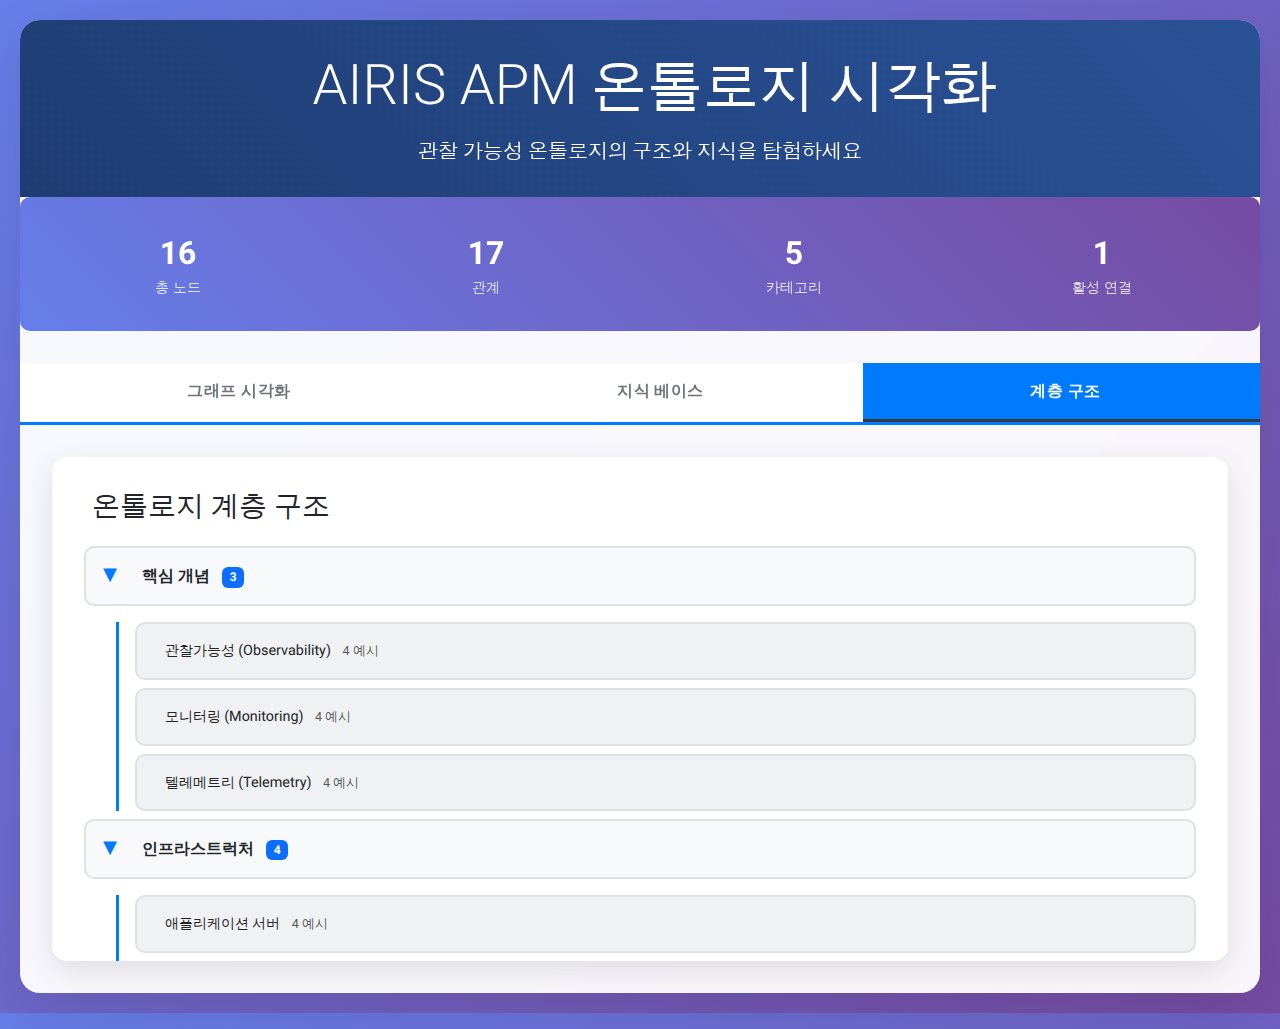 AIRIS APM 온톨로지 시각화
관찰 가능성 온톨로지의 구조와 지식을 탐험하세요
16
총 노드
17
관계
5
카테고리
1
활성 연결
그래프 시각화
지식 베이스
계층 구조
온톨로지 계층 구조
▼ 핵심 개념 3
관찰가능성 (Observability) 4 예시
모니터링 (Monitoring) 4 예시
텔레메트리 (Telemetry) 4 예시
▼ 인프라스트럭처 4
애플리케이션 서버 4 예시